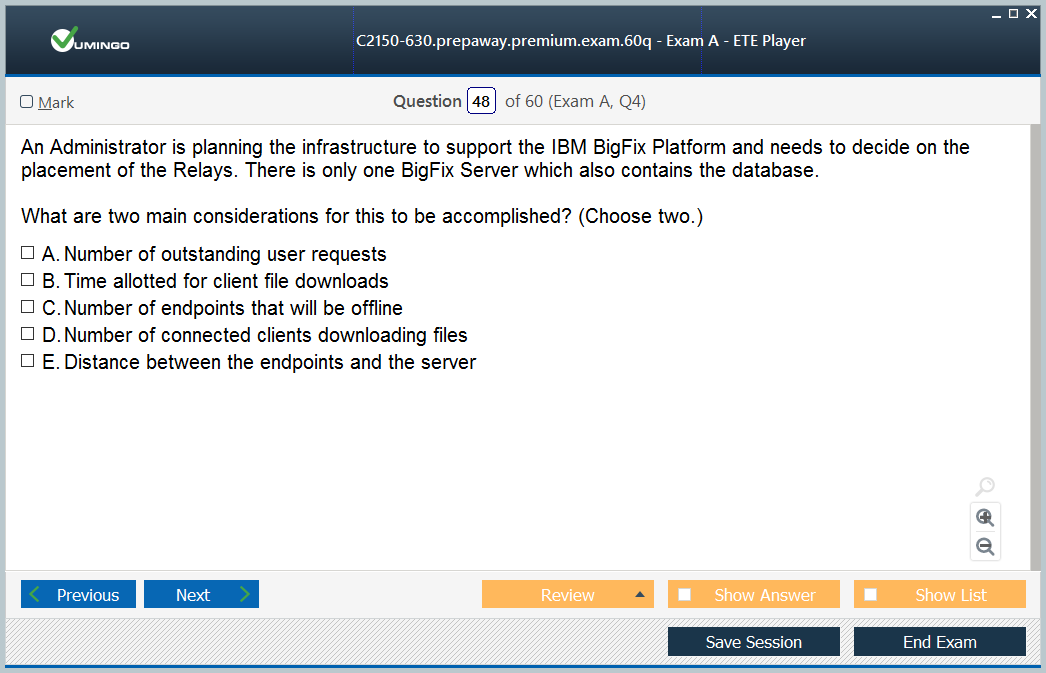 VUMINGO
C2150-630.prepaway.premium.exam.60q - Exam A - ETE Player
Mark
Question 48 of 60 (Exam A, Q4)
An Administrator is planning the infrastructure to support the IBM BigFix Platform and needs to decide on the
placement of the Relays. There is only one BigFix Server which also contains the database.
What are two main considerations for this to be accomplished? (Choose two.)
A. Number of outstanding user requests
B. Time allotted for client file downloads
C. Number of endpoints that will be offline
D. Number of connected clients downloading files
E. Distance between the endpoints and the server
Previous Next Review Show Answer Show List
Save Session End Exam